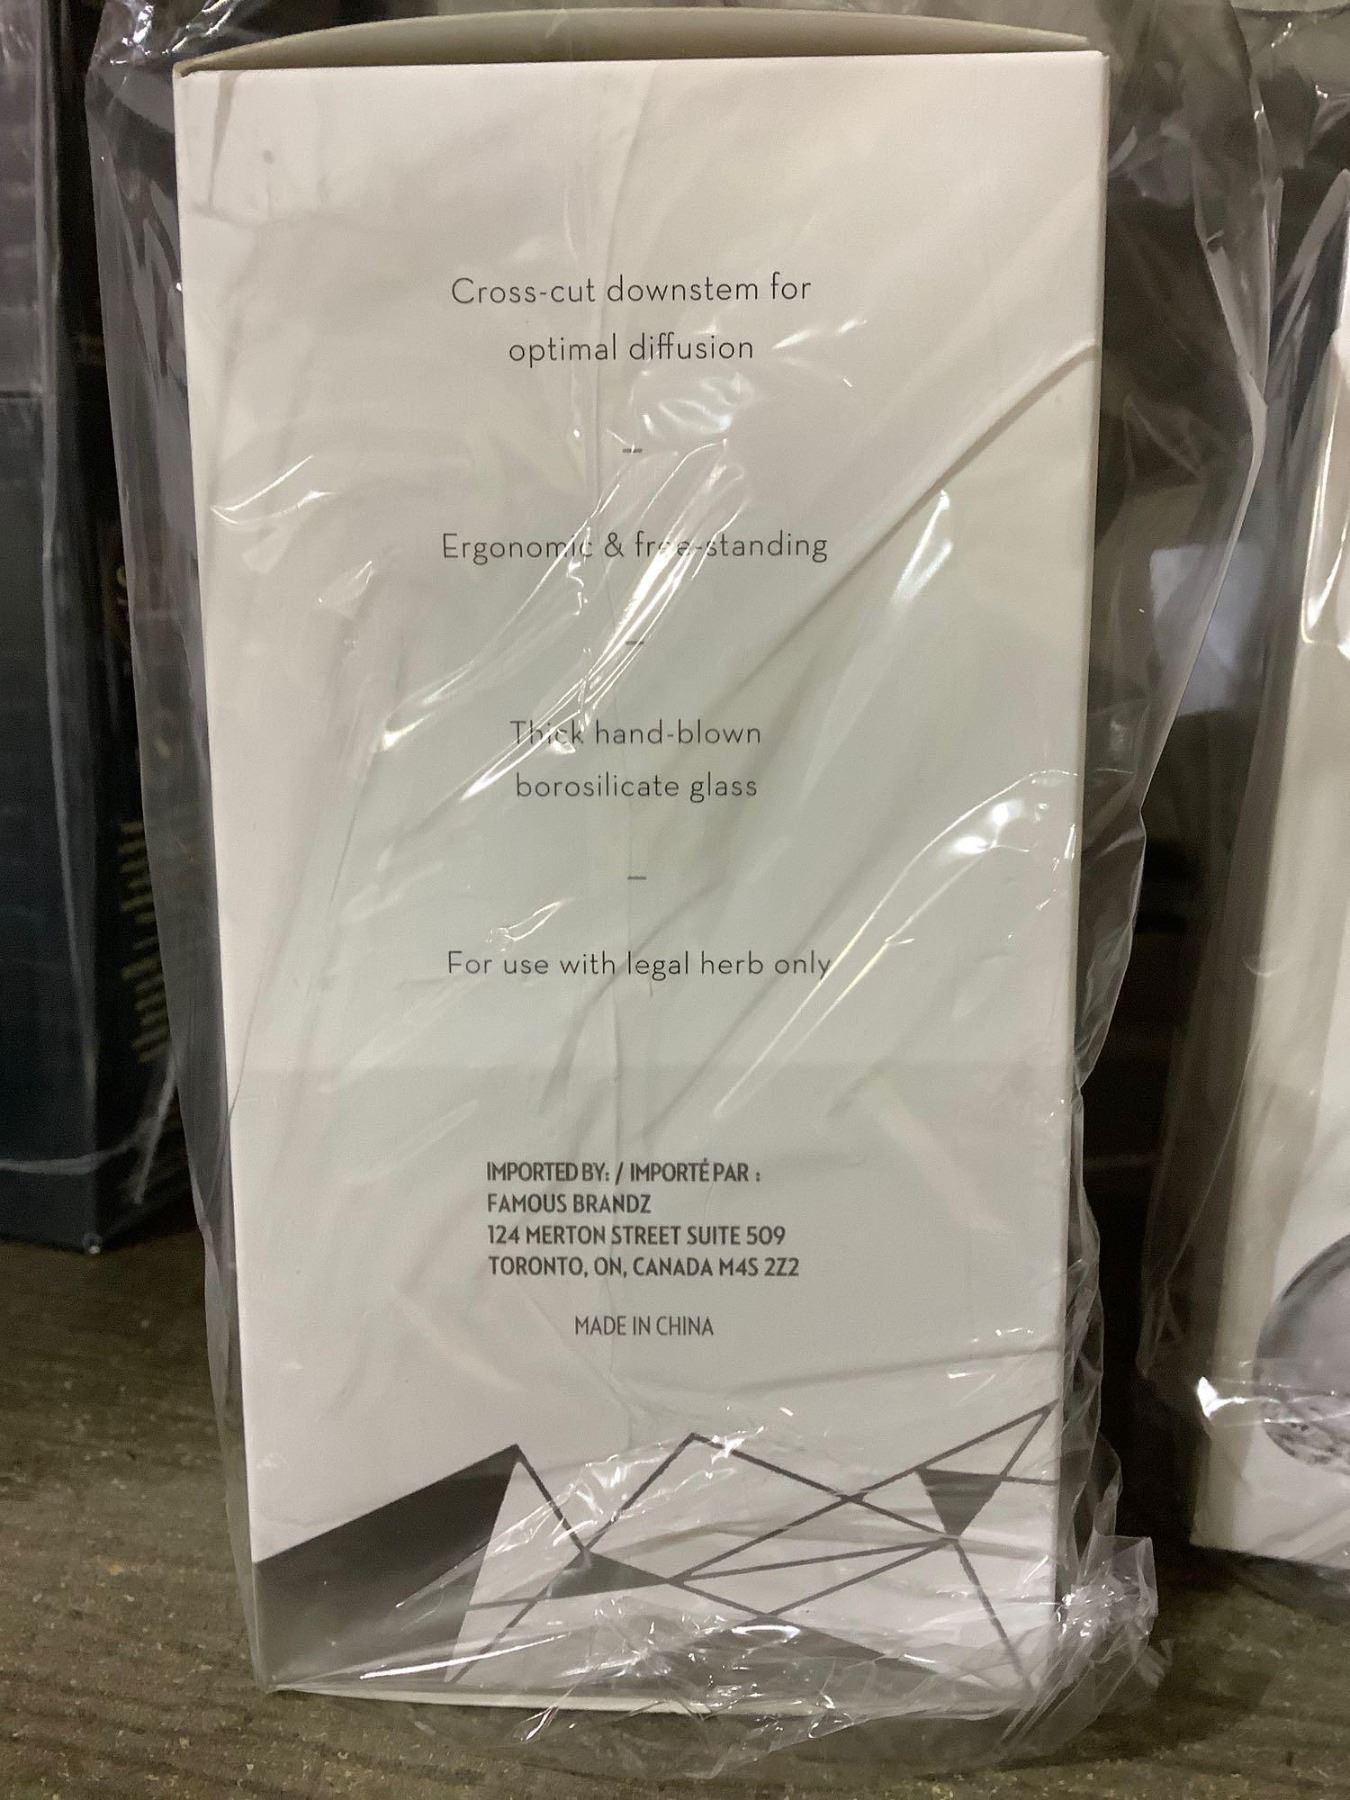 Cross-cut downstem for
optimal diffusion
–
Ergonomic & free-standing
–
Thick hand-blown
borosilicate glass
–
For use with legal herb only
IMPORTED BY: / IMPORTÉ PAR :
FAMOUS BRANDZ
124 MERTON STREET SUITE 509
TORONTO, ON, CANADA M4S 2Z2
MADE IN CHINA